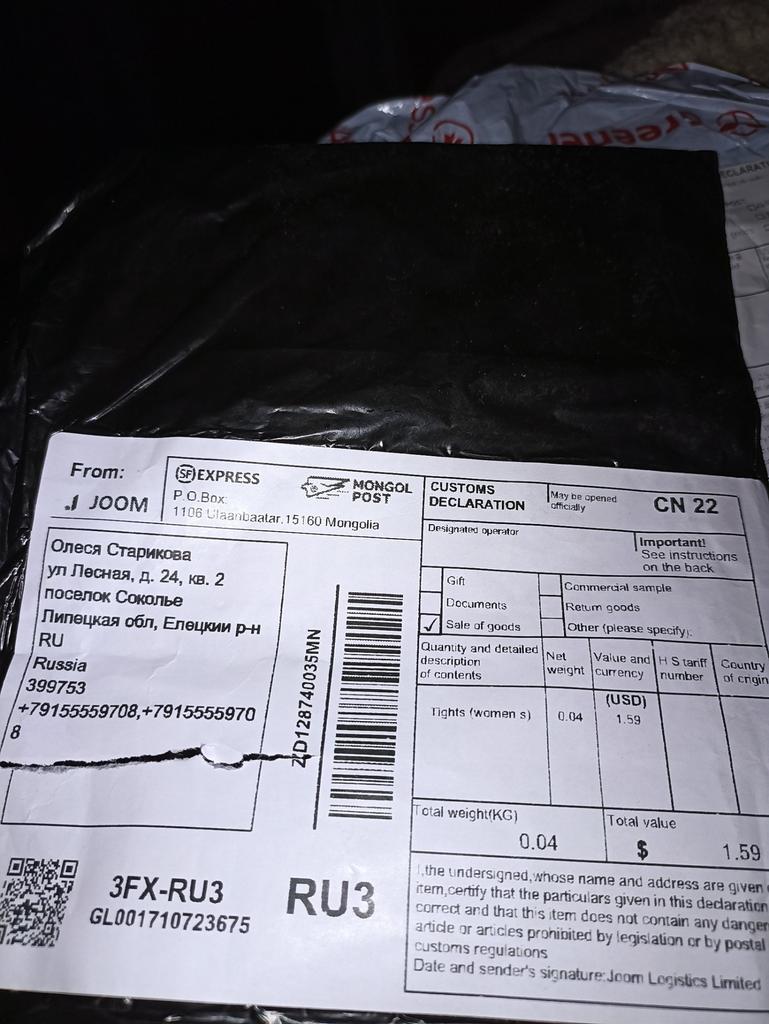 Greener
From:
JOOM
SF EXPRESS
MONGOL
POST
P.O.Box:
1106 Ulaanbaatar, 15160 Mongolia
Олеся Старикова
ул Лесная, д. 24, кв. 2
поселок Соколье
Липецкая обл, Елецкии р-н
RU
Russia
399753
+79155559708,+7915555970
8
ZD128740035MN
3FX-RU3
GL001710723675
RU3
CUSTOMS
DECLARATION
May be opened
officially
CN 22
Designated operator
Important!
See instructions
on the back
Gift
Commercial sample
Documents
Return goods
✓ Sale of goods
Other (please specify):
Quantity and detailed
description
of contents
Net
weight
Value and
currency
H S tariff
number
Country
of origin
(USD)
Tights (women s) 0.04 1.59
Total weight(KG)
0.04
Total value
$ 1.59
I,the undersigned,whose name and address are given
item,certify that the particulars given in this declaration
correct and that this item does not contain any danger
article or articles prohibited by legislation or by postal
customs regulations
Date and sender's signature:Joom Logistics Limited